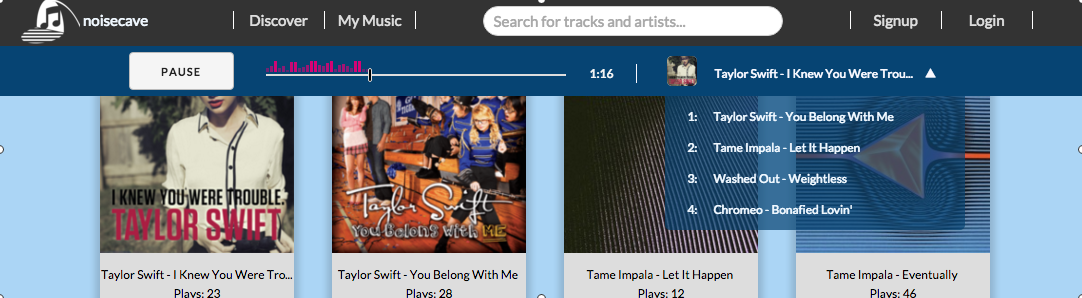 noisecave
Discover
My Music
Search for tracks and artists...
Signup
Login
PAUSE
1:16
Taylor Swift - I Knew You Were Trou...
1: Taylor Swift - You Belong With Me
2: Tame Impala - Let It Happen
3: Washed Out - Weightless
4: Chromeo - Bonafied Lovin'
I KNEW YOU WERE TROUBLE.
TAYLOR SWIFT
Taylor Swift
YOU BELONG WITH ME
Taylor Swift - I Knew You Were Tro...
Plays: 23
Taylor Swift - You Belong With Me
Plays: 28
Tame Impala - Let It Happen
Plays: 12
Tame Impala - Eventually
Plays: 46